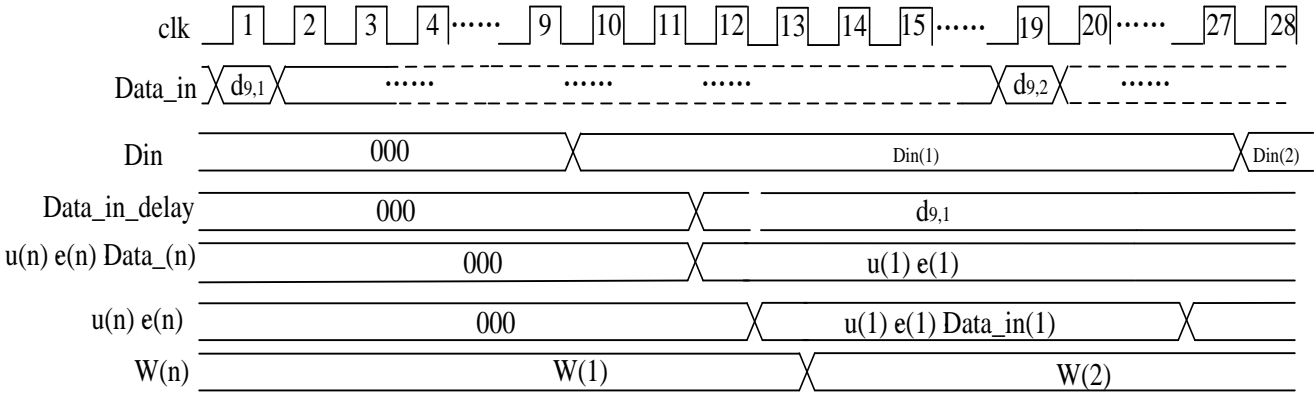 clk 1 2 3 4 ...... 9 10 11 12 13 14 15 ...... 19 20 ...... 27 28
Data_in d9,1 ...... ...... ...... d9,2 ......
Din 000 Din(1) Din(2)
Data_in_delay 000 d9,1
u(n) e(n) Data_(n) 000 u(1) e(1)
u(n) e(n) 000 u(1) e(1) Data_in(1)
W(n) W(1) W(2)